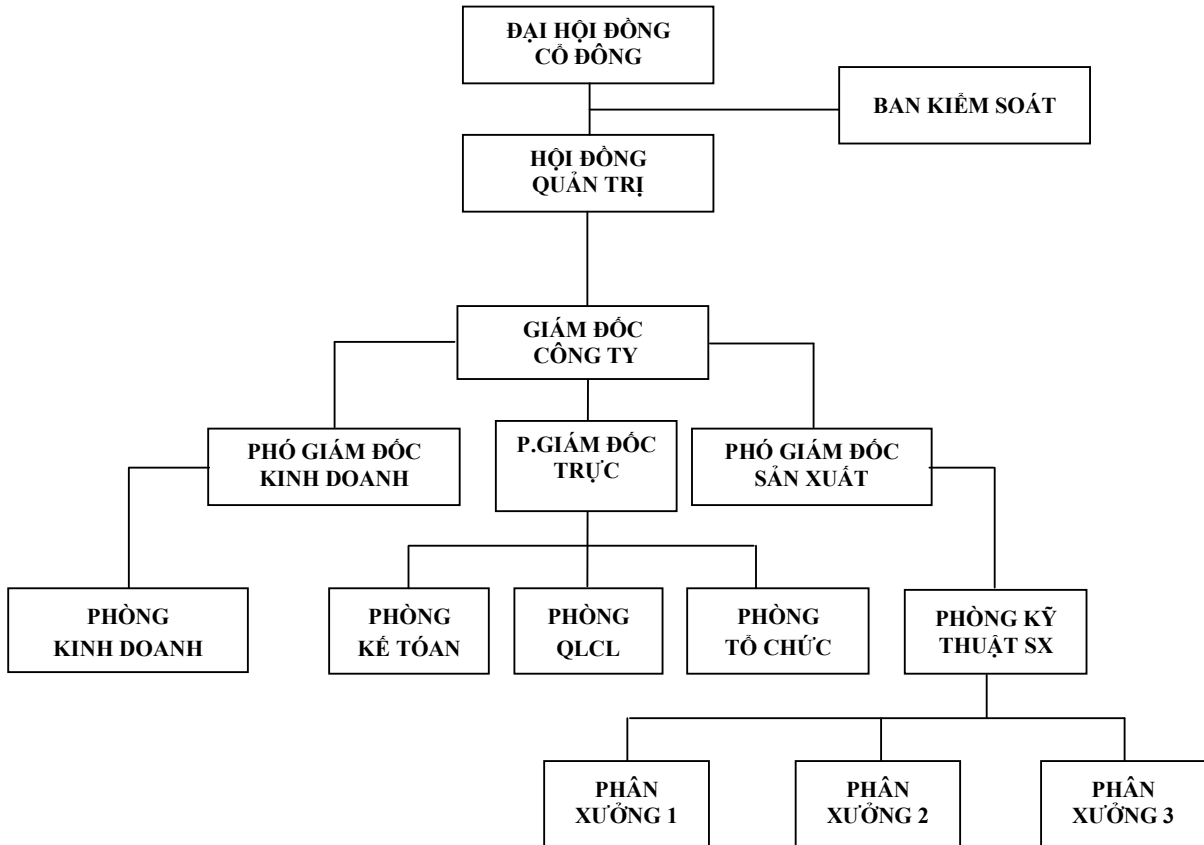 ĐẠI HỘI ĐỒNG
CỔ ĐÔNG
BAN KIỂM SOÁT
HỘI ĐỒNG
QUẢN TRỊ
GIÁM ĐỐC
CÔNG TY
PHÓ GIÁM ĐỐC
KINH DOANH
P.GIÁM ĐỐC
TRỰC
PHÓ GIÁM ĐỐC
SẢN XUẤT
PHÒNG
KINH DOANH
PHÒNG
KẾ TÓAN
PHÒNG
QLCL
PHÒNG
TỔ CHỨC
PHÒNG KỸ
THUẬT SX
PHÂN
XƯỞNG 1
PHÂN
XƯỞNG 2
PHÂN
XƯỞNG 3